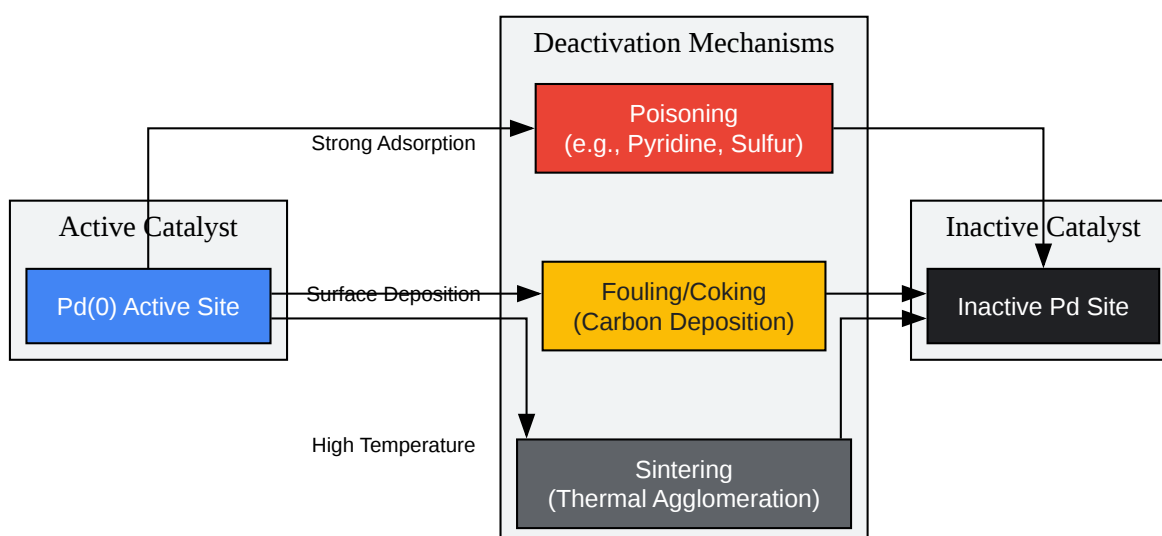 Deactivation Mechanisms
Poisoning
(e.g., Pyridine, Sulfur)
Strong Adsorption
Active Catalyst
Pd(0) Active Site
Surface Deposition
Fouling/Coking
(Carbon Deposition)
Inactive Catalyst
Inactive Pd Site
High Temperature
Sintering
(Thermal Agglomeration)